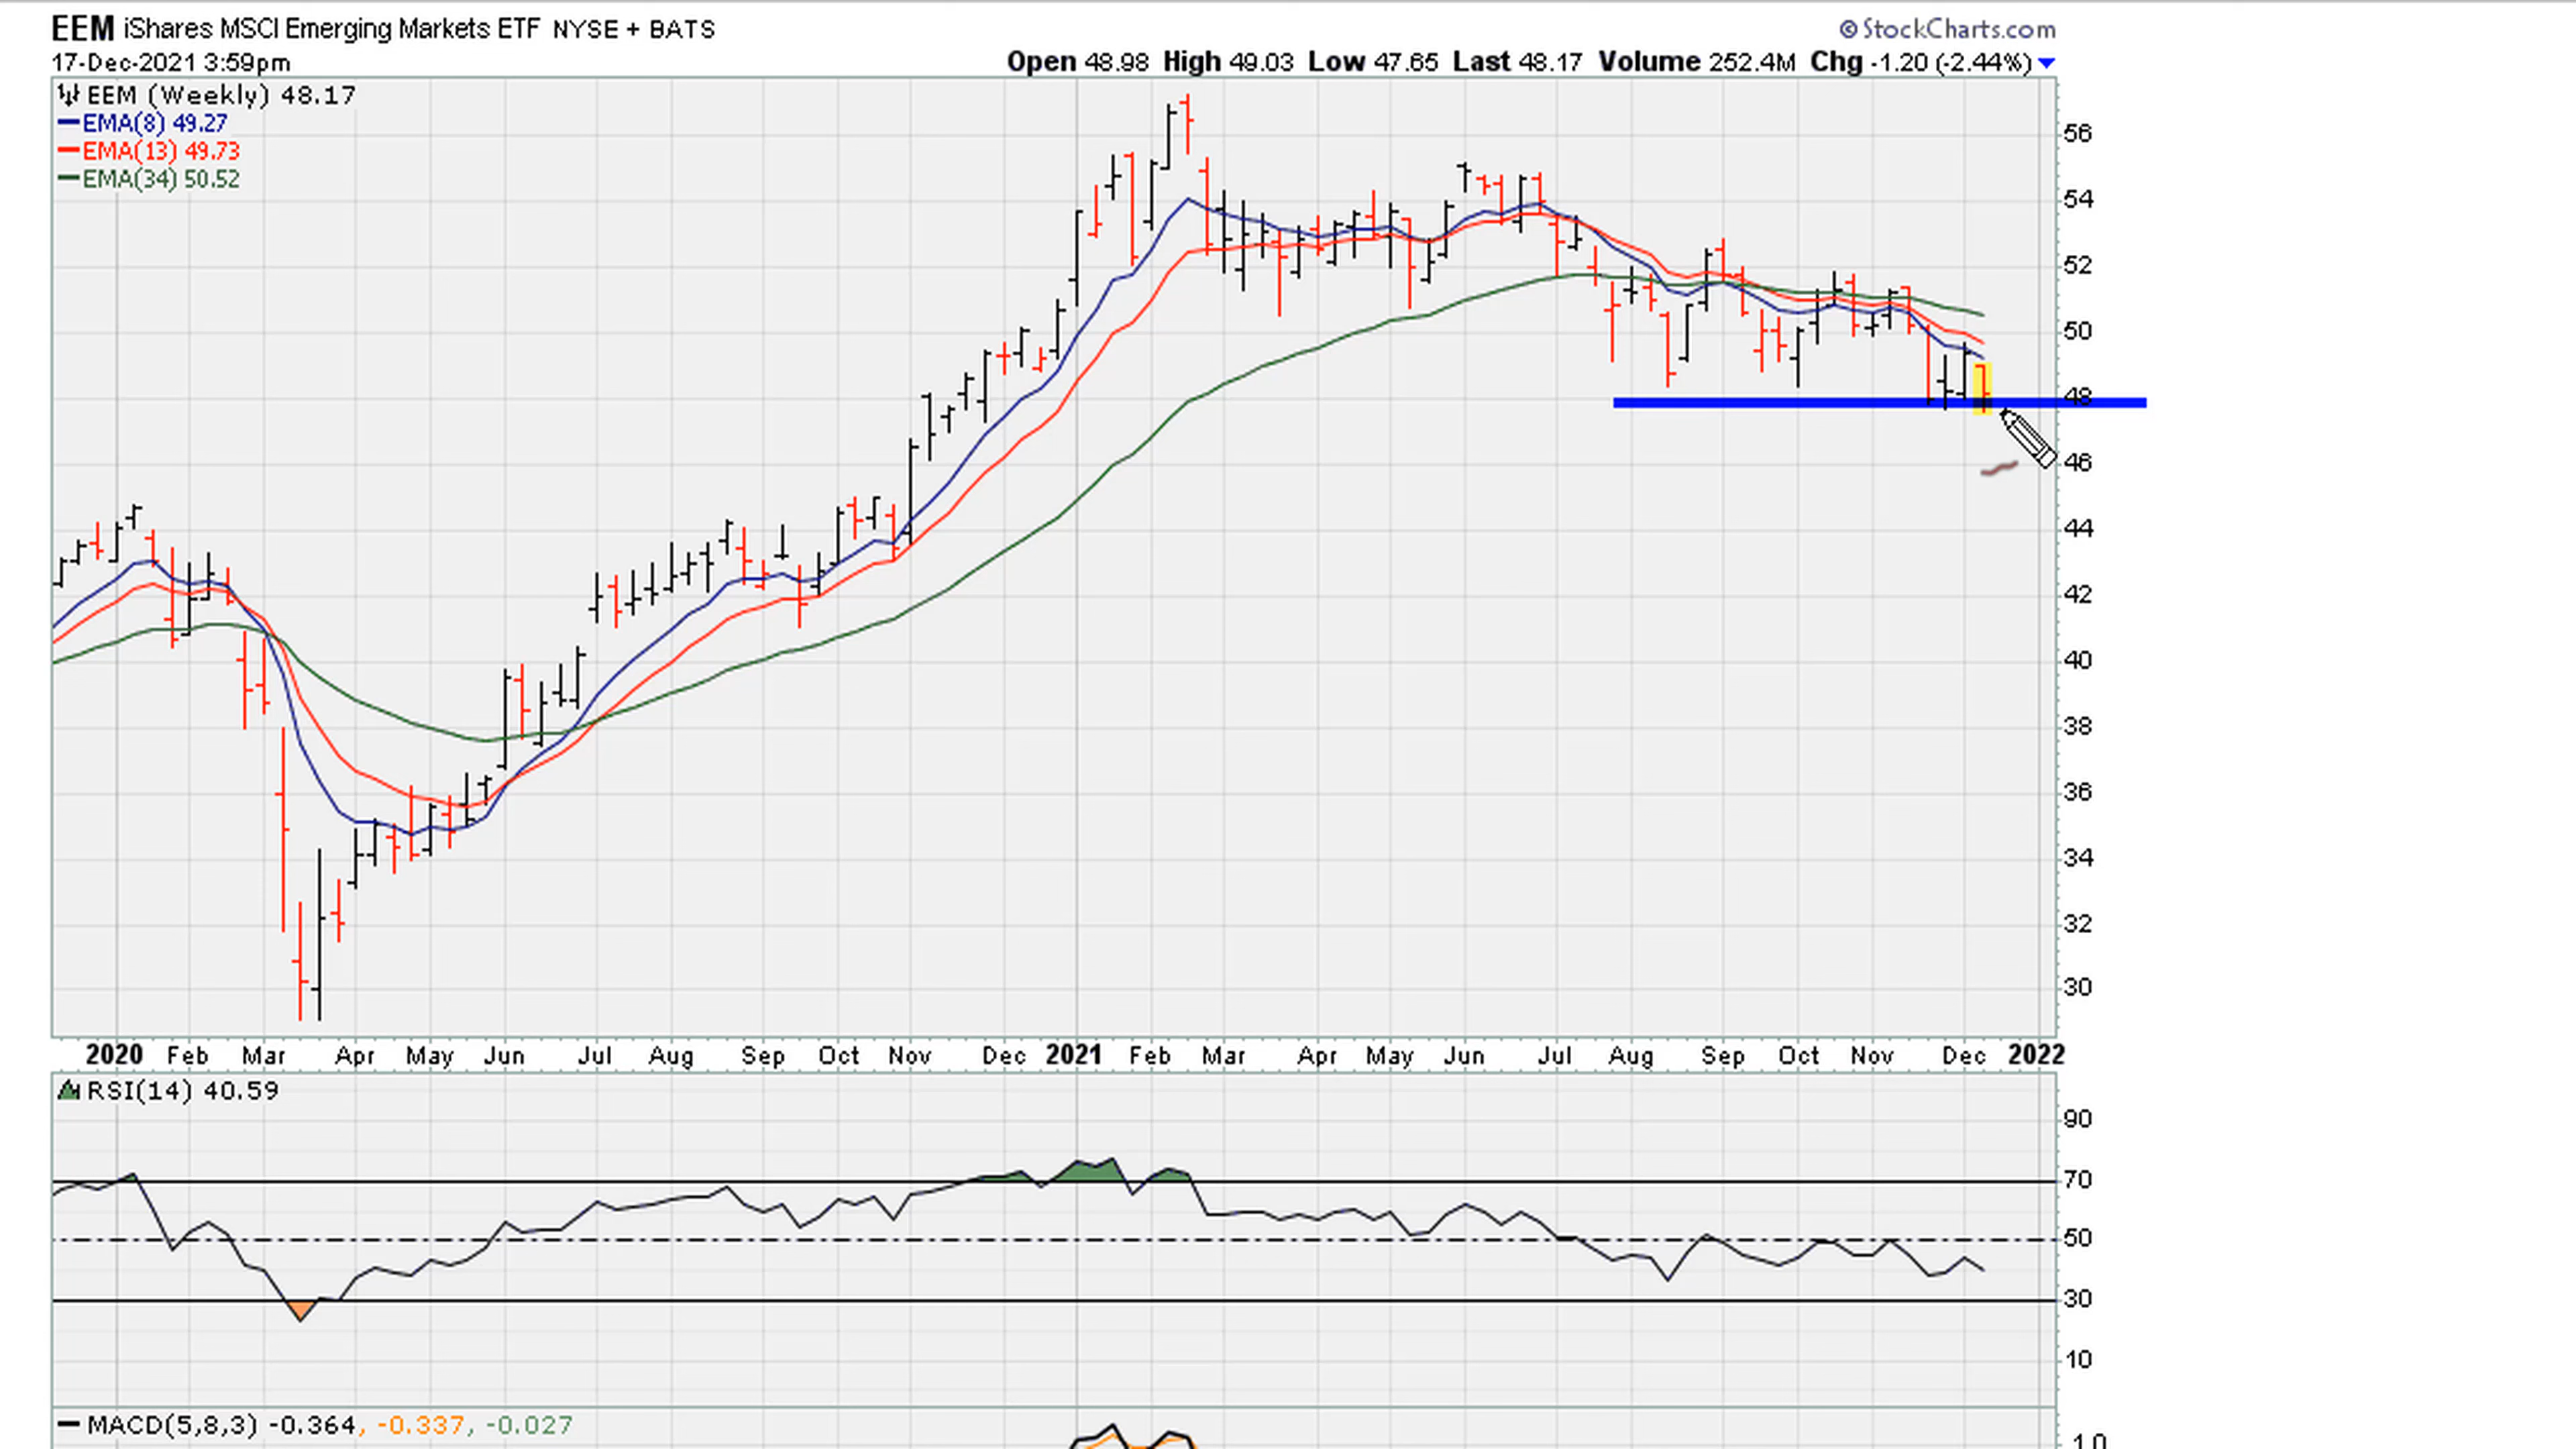 EEM iShares MSCI Emerging Markets ETF NYSE + BATS
© StockCharts.com
17-Dec-2021 3:59pm
Open 48.98 High 49.03 Low 47.65 Last 48.17 Volume 252.4M Chg -1.20 (-2.44%)
EEM (Weekly) 48.17
EMA(8) 49.27
EMA(13) 49.73
EMA(34) 50.52
56
54
52
50
48
46
44
42
40
38
36
34
32
30
2020 Feb Mar Apr May Jun Jul Aug Sep Oct Nov Dec 2021 Feb Mar Apr May Jun Jul Aug Sep Oct Nov Dec 2022
RSI(14) 40.59
90
70
50
30
10
MACD(5,8,3) -0.364, -0.337, -0.027
1.0